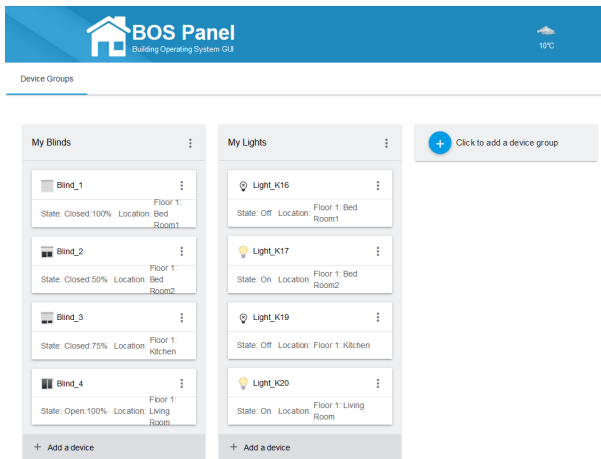 BOS Panel
Building Operating System GUI
10°C
Device Groups
My Blinds
Blind_1
State: Closed:100% Location: Floor 1: Bed Room1
Blind_2
State: Closed:50% Location: Floor 1: Bed Room2
Blind_3
State: Closed:75% Location: Floor 1: Kitchen
Blind_4
State: Open:100% Location: Floor 1: Living Room
+ Add a device
My Lights
Light_K16
State: Off Location: Floor 1: Bed Room1
Light_K17
State: On Location: Floor 1: Bed Room2
Light_K19
State: Off Location: Floor 1: Kitchen
Light_K20
State: On Location: Floor 1: Living Room
+ Add a device
+ Click to add a device group